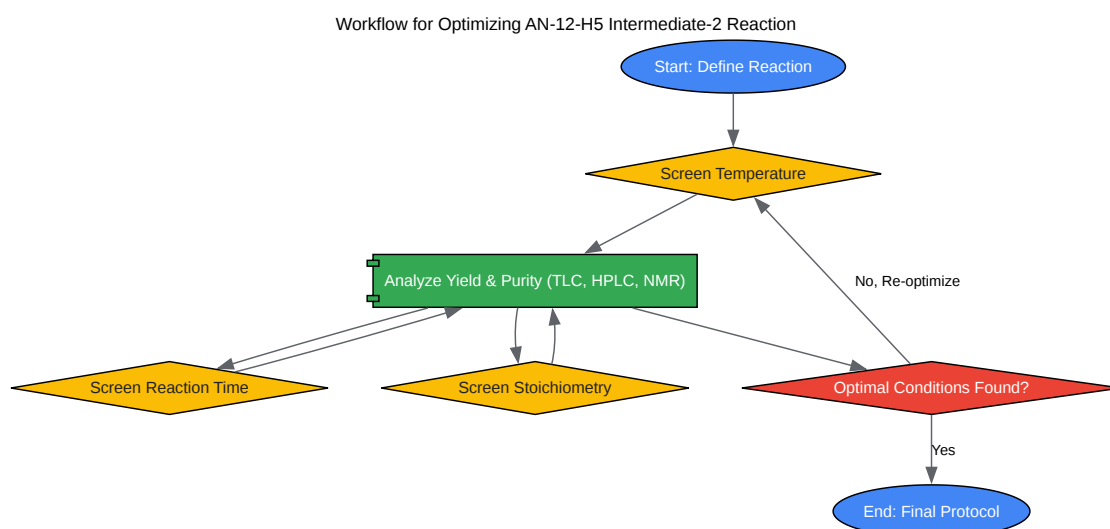 Workflow for Optimizing AN-12-H5 Intermediate-2 Reaction
Start: Define Reaction
Screen Temperature
Analyze Yield & Purity (TLC, HPLC, NMR)
No, Re-optimize
Screen Reaction Time
Screen Stoichiometry
Optimal Conditions Found?
Yes
End: Final Protocol